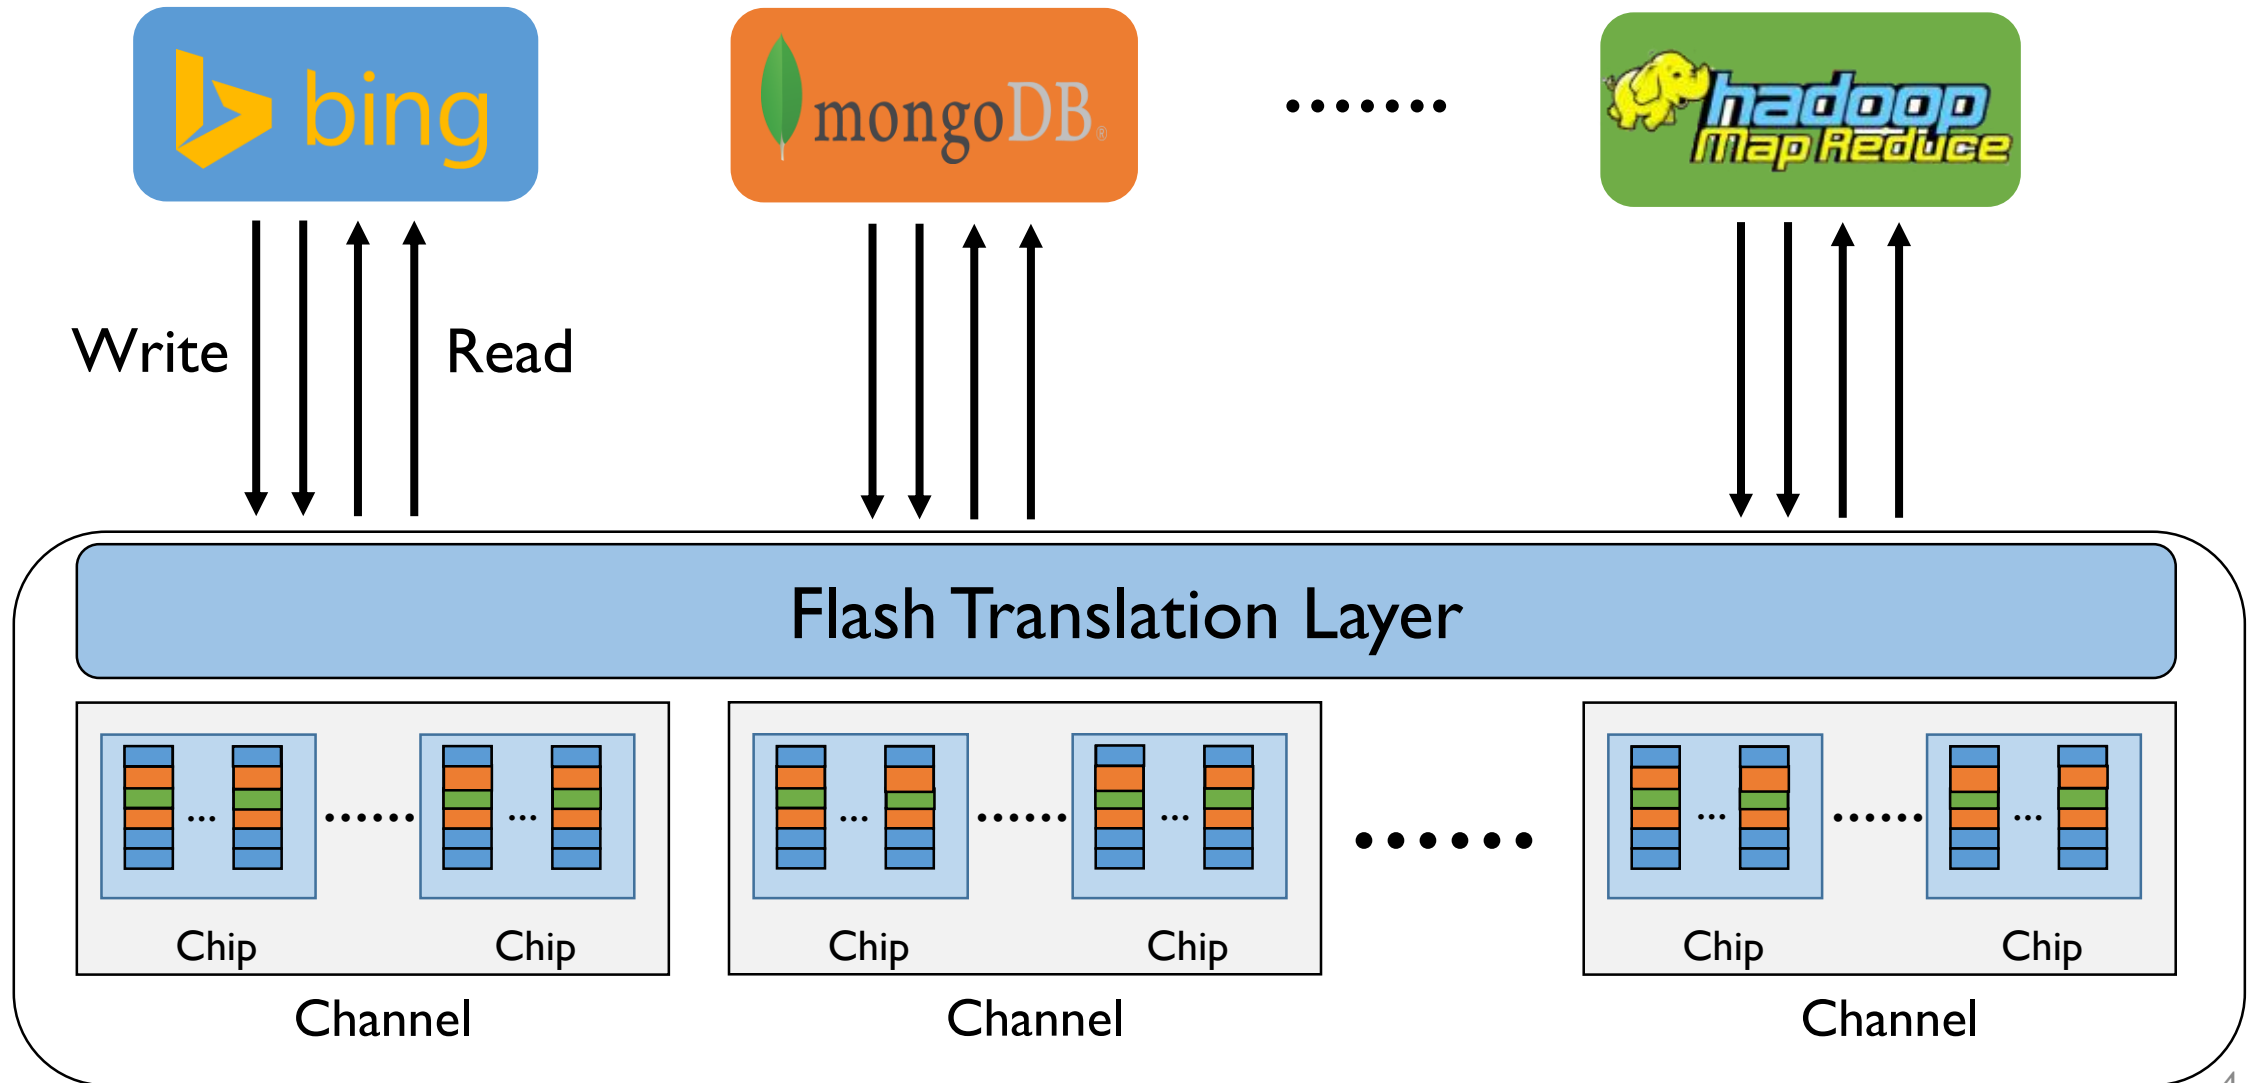 bing
mongoDB®
hadoop
Map Reduce
Write
Read
Flash Translation Layer
... ...... ...
... ...... ...
... ...... ...
Chip
Chip
Chip
Chip
Chip
Chip
Channel
Channel
Channel
4